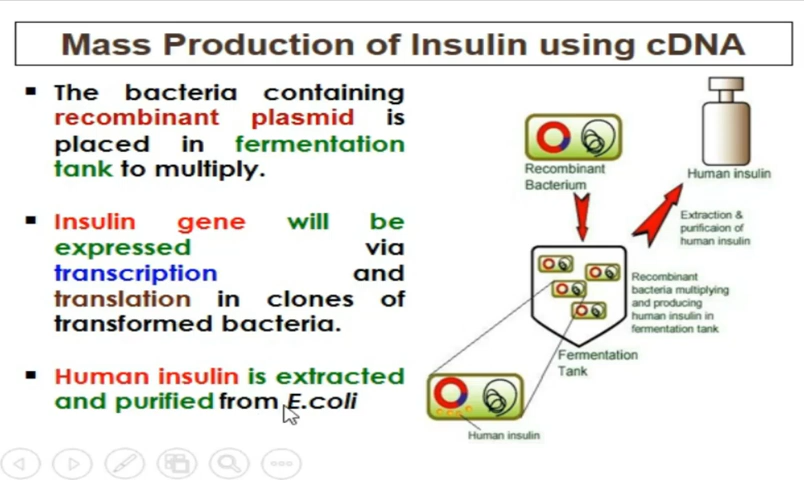 Mass Production of Insulin using cDNA
▪ The bacteria containing
recombinant plasmid is
placed in fermentation
tank to multiply.
▪ Insulin gene will be
expressed via
transcription and
translation in clones of
transformed bacteria.
▪ Human insulin is extracted
and purified from E.coli
Recombinant
Bacterium
Human insulin
Extraction &
purificaion of
human insulin
Recombinant
bacteria multiplying
and producing
human insulin in
fermentation tank
Fermentation
Tank
Human insulin